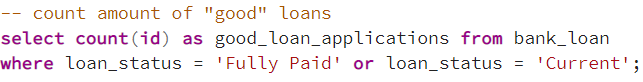 -- count amount of "good" loans
select count(id) as good_loan_applications from bank_loan
where loan_status = 'Fully Paid' or loan_status = 'Current';